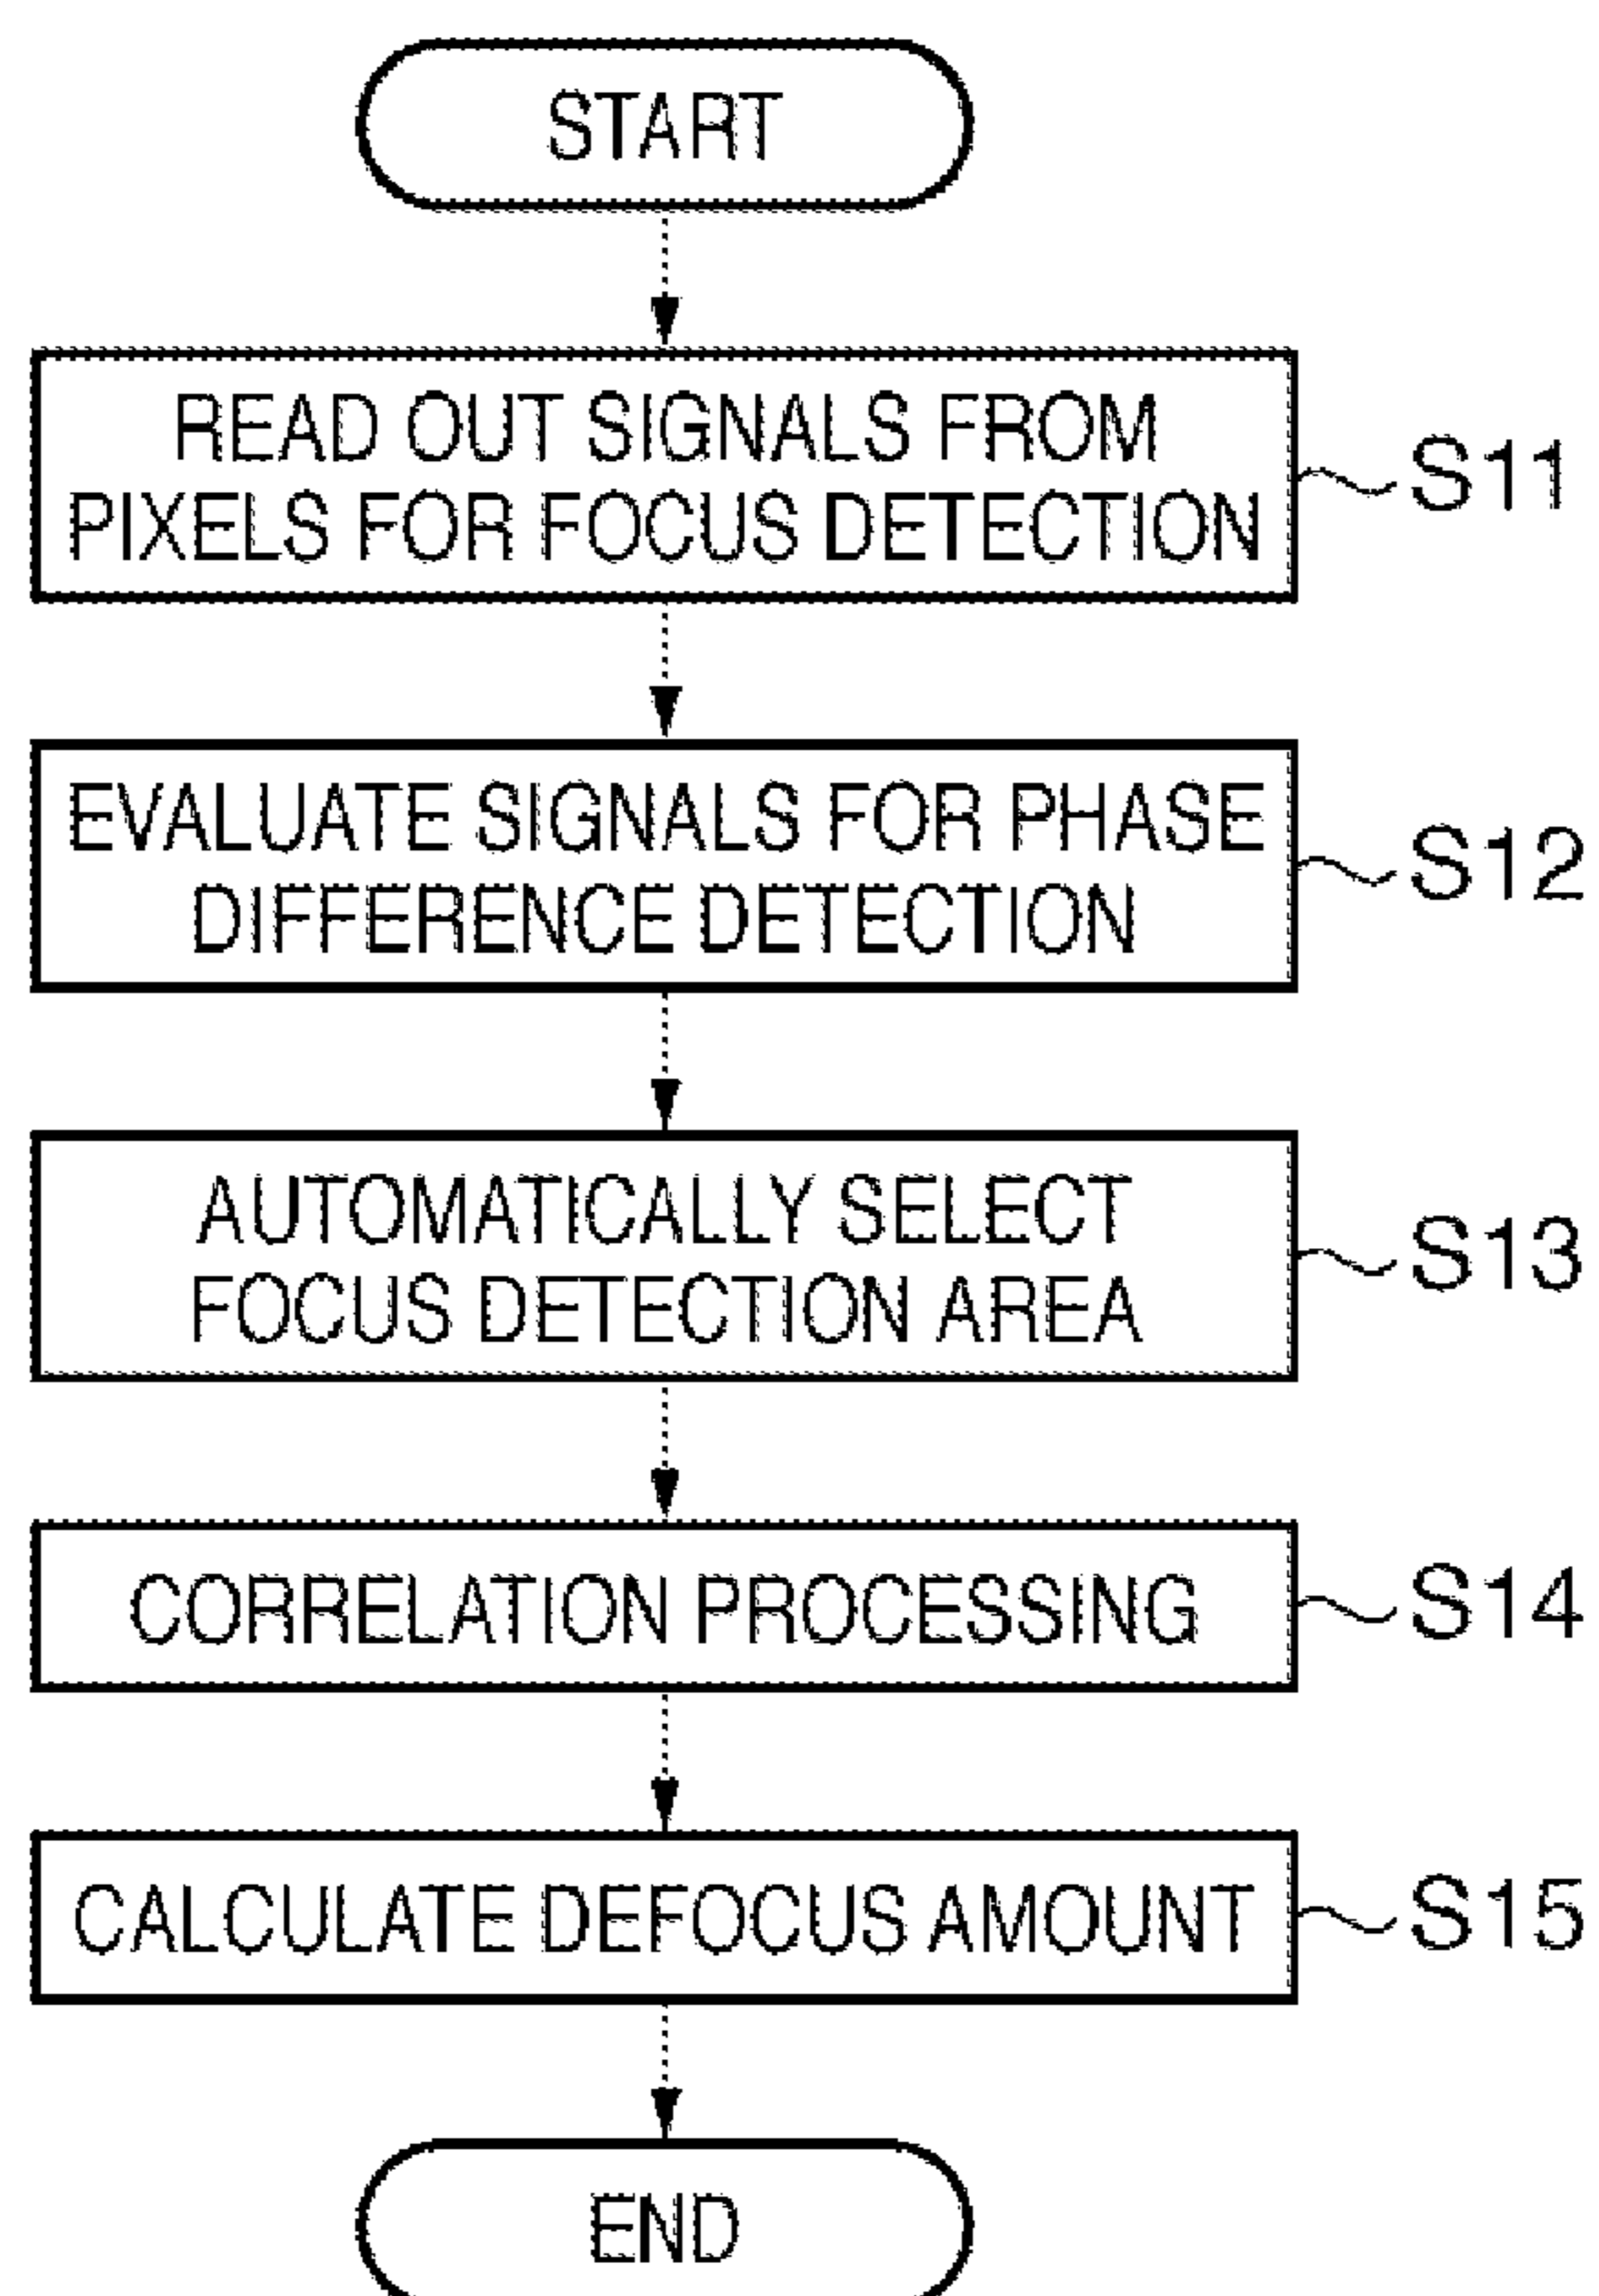 START
READ OUT SIGNALS FROM
PIXELS FOR FOCUS DETECTION
S11
EVALUATE SIGNALS FOR PHASE
DIFFERENCE DETECTION
S12
AUTOMATICALLY SELECT
FOCUS DETECTION AREA
S13
CORRELATION PROCESSING
S14
CALCULATE DEFOCUS AMOUNT
S15
END